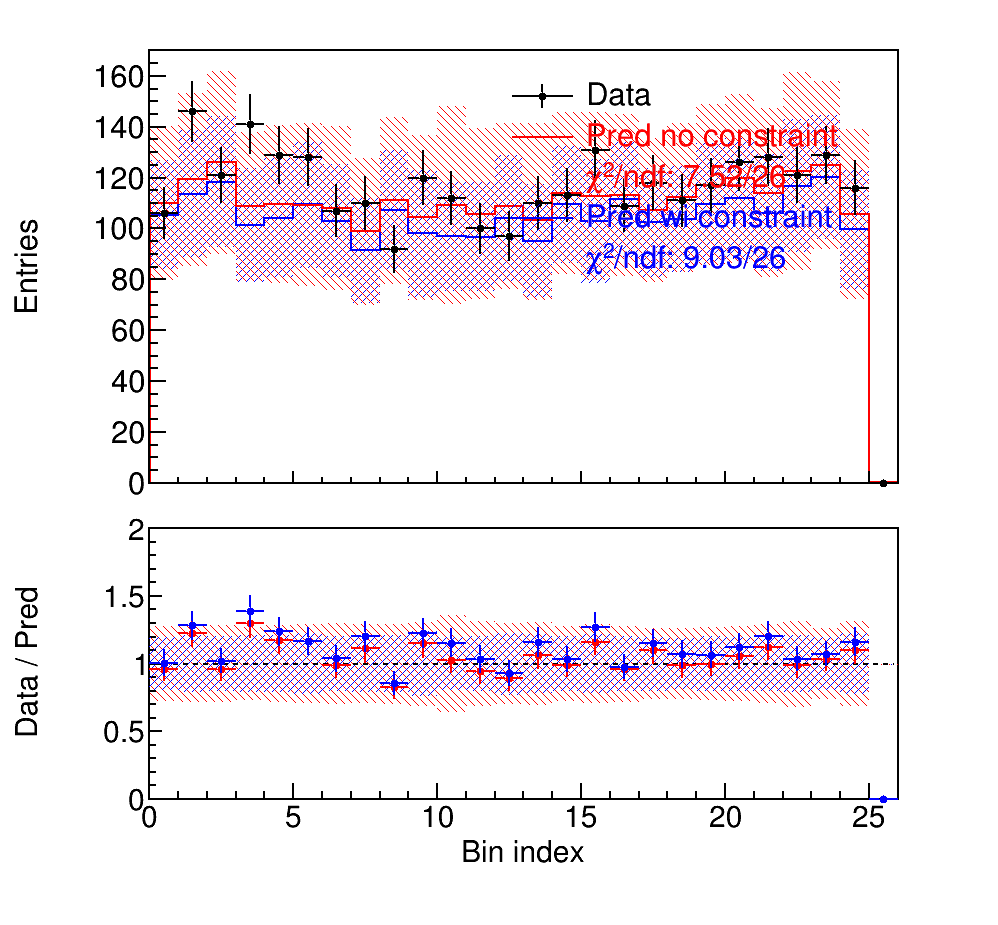 160
140
120
100
80
60
40
20
0
Entries
Data
Pred no constraint
χ²/ndf: 7.52/26
Pred wi constraint
χ²/ndf: 9.03/26
2
1.5
1
0.5
0
Data / Pred
0 5 10 15 20 25
Bin index